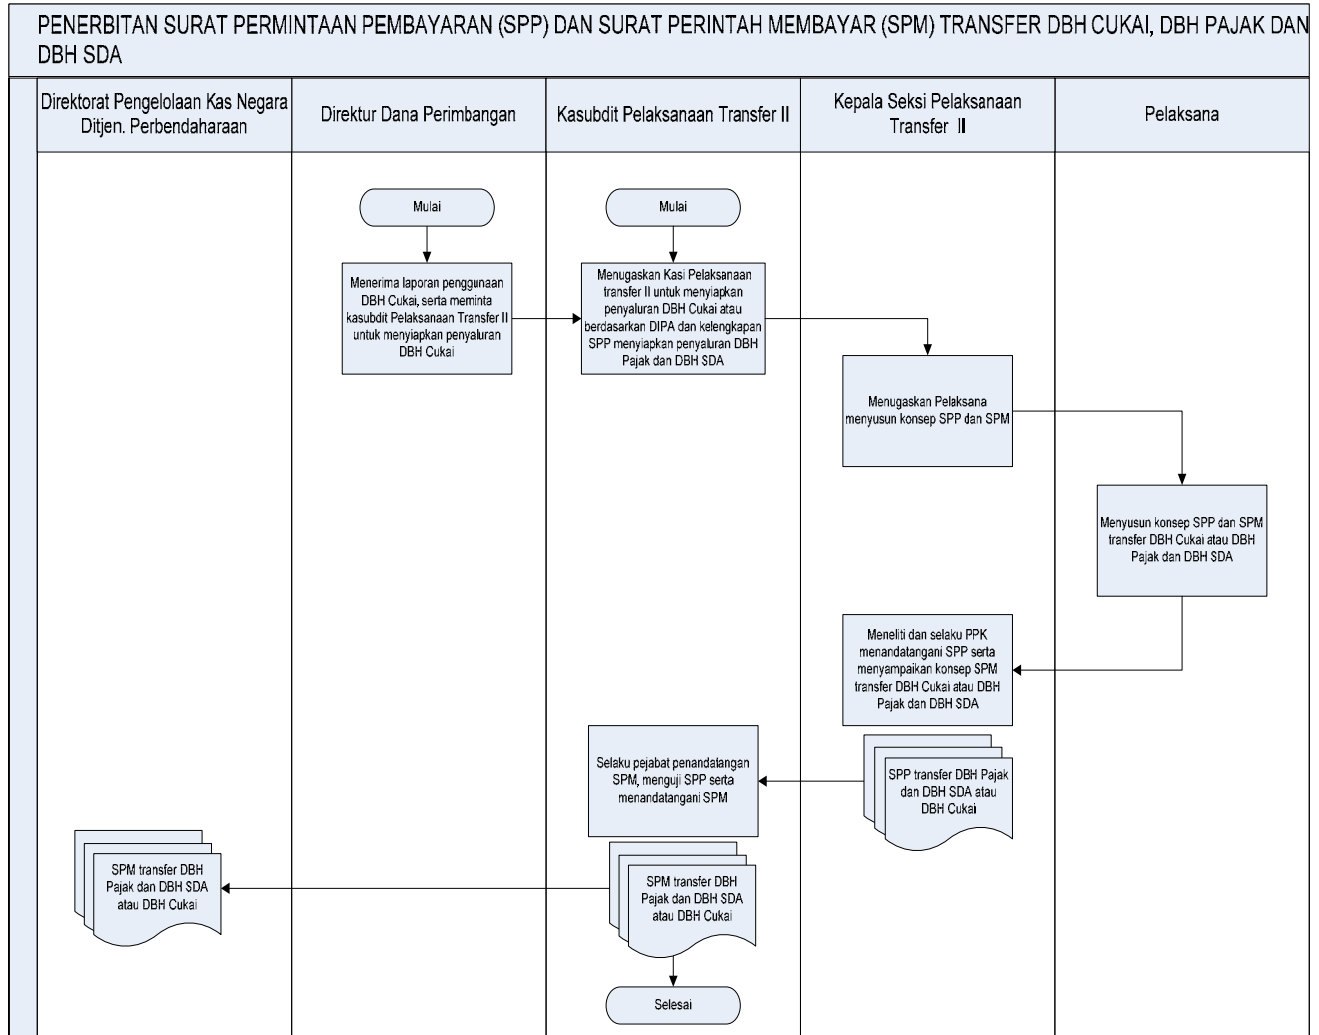 PENERBITAN SURAT PERMINTAAN PEMBAYARAN (SPP) DAN SURAT PERINTAH MEMBAYAR (SPM) TRANSFER DBH CUKAI, DBH PAJAK DAN
DBH SDA
Direktorat Pengelolaan Kas Negara
Ditjen. Perbendaharaan
Direktur Dana Perimbangan
Kasubdit Pelaksanaan Transfer II
Kepala Seksi Pelaksanaan
Transfer II
Pelaksana
Mulai
Mulai
Menerima laporan penggunaan
DBH Cukai, serta meminta
kasubdit Pelaksanaan Transfer II
untuk menyiapkan penyaluran
DBH Cukai
Menugaskan Kasi Pelaksanaan
transfer II untuk menyiapkan
penyaluran DBH Cukai atau
berdasarkan DIPA dan kelengkapan
SPP menyiapkan penyaluran DBH
Pajak dan DBH SDA
Menugaskan Pelaksana
menyusun konsep SPP dan SPM
Menyusun konsep SPP dan SPM
transfer DBH Cukai atau DBH
Pajak dan DBH SDA
Meneliti dan selaku PPK
menandatangani SPP serta
menyampaikan konsep SPM
transfer DBH Cukai atau DBH
Pajak dan DBH SDA
SPP transfer DBH Pajak
dan DBH SDA atau
DBH Cukai
Selaku pejabat penandatangan
SPM, menguji SPP serta
menandatangani SPM
SPM transfer DBH
Pajak dan DBH SDA
atau DBH Cukai
SPM transfer DBH
Pajak dan DBH SDA
atau DBH Cukai
Selesai